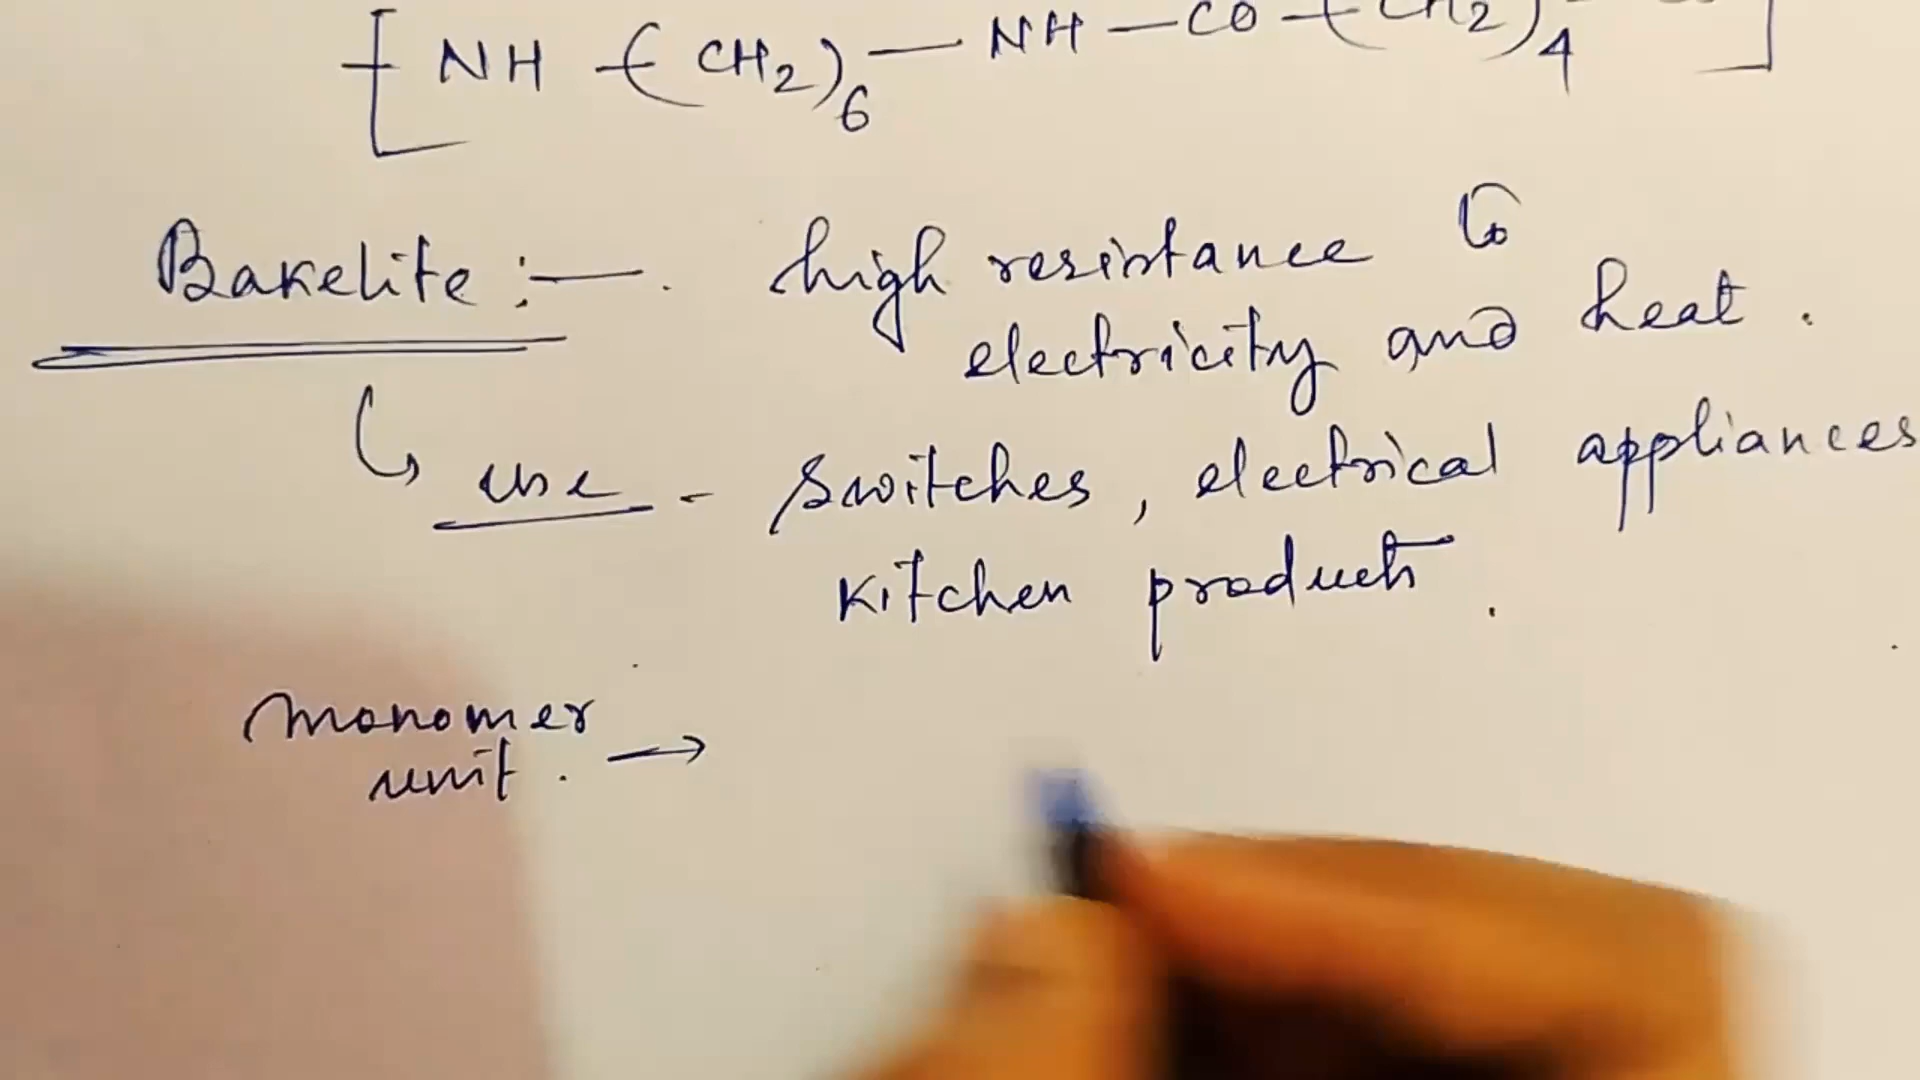 [NH-(CH2)6-NH-CO-(CH2)4
Bakelite :- high resistance to
electricity and heat.
use - switches, electrical appliances
kitchen products.
monomer
unit. →